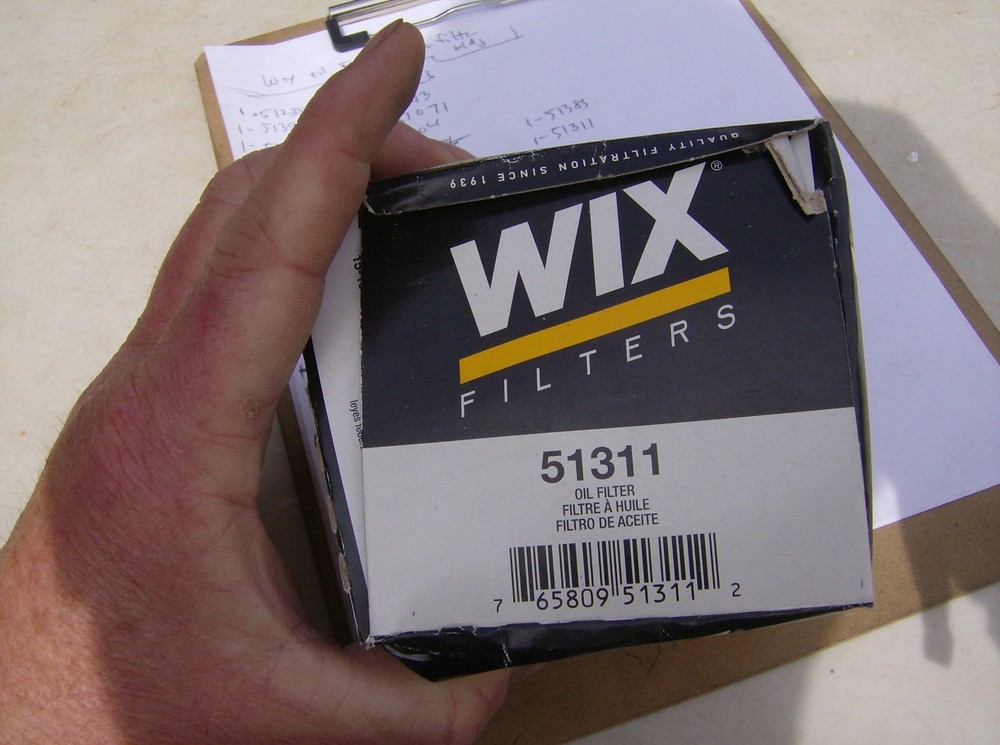 filter
1-51385
1-51311
QUALITY FILTRATION SINCE 1939
WIX®
FILTERS
51311
OIL FILTER
FILTRE À HUILE
FILTRO DE ACEITE
7 65809 51311 2